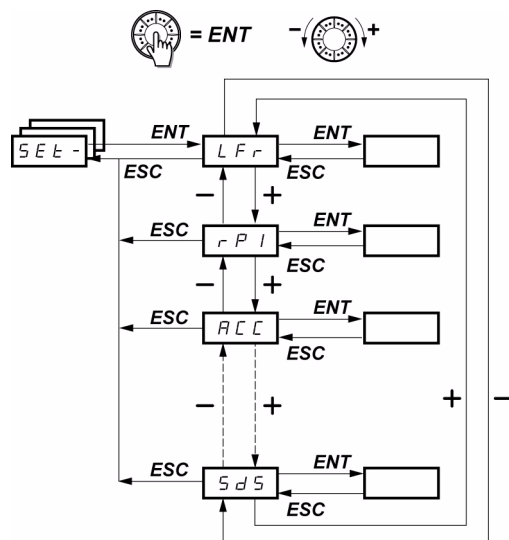 = ENT
- +
SEt -
ENT
ESC
LFr
ENT
ESC
- +
ESC
rPI
ENT
ESC
- +
ESC
ACC
ENT
ESC
- +
+ -
ESC
SdS
ENT
ESC